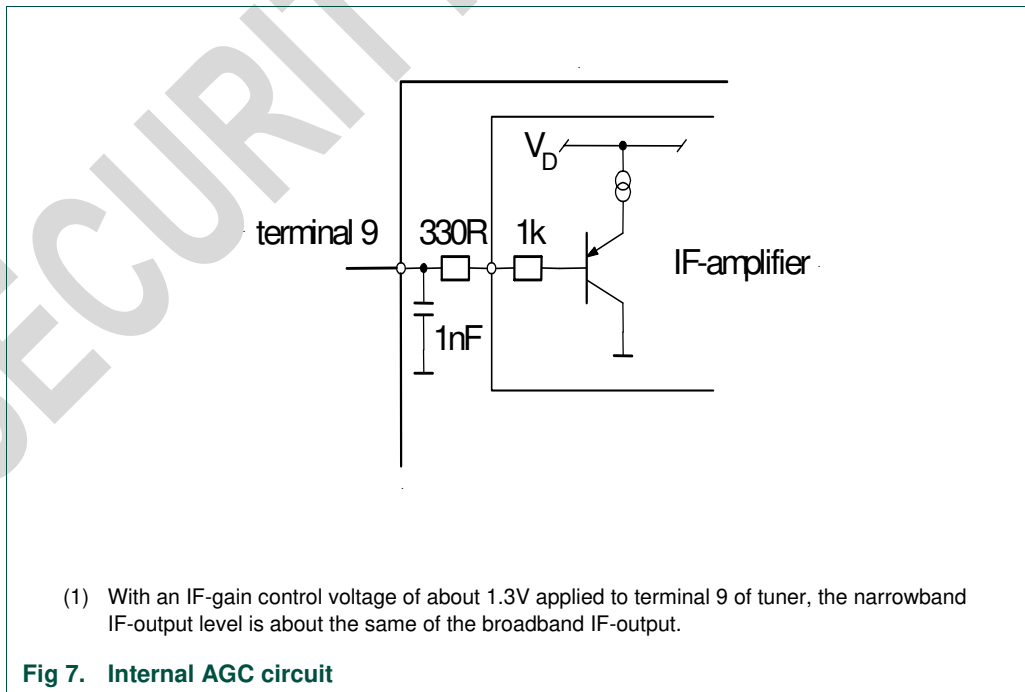 SECURIT
V_D
terminal 9 330R 1k
IF-amplifier
1nF
(1) With an IF-gain control voltage of about 1.3V applied to terminal 9 of tuner, the narrowband
IF-output level is about the same of the broadband IF-output.
Fig 7. Internal AGC circuit